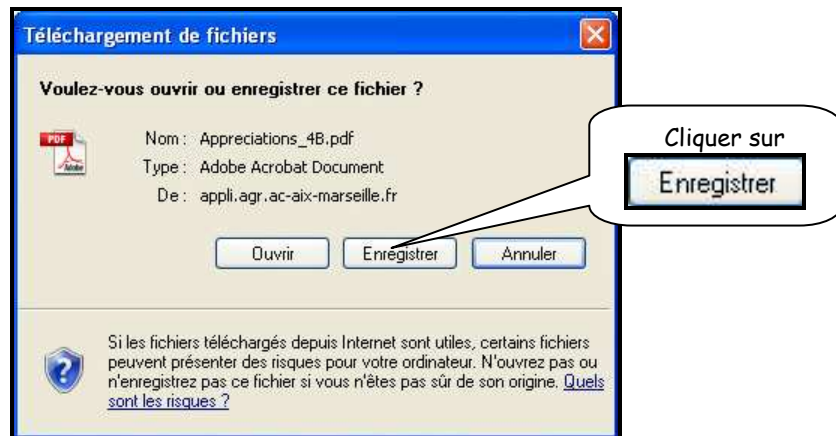 Téléchargement de fichiers
Voulez-vous ouvrir ou enregistrer ce fichier ?
PDF
Adobe
Nom : Appreciations_4B.pdf
Type : Adobe Acrobat Document
De : appli.agr.ac-aix-marseille.fr
Cliquer sur
Enregistrer
Ouvrir
Enregistrer
Annuler
Si les fichiers téléchargés depuis Internet sont utiles, certains fichiers
peuvent présenter des risques pour votre ordinateur. N'ouvrez pas ou
n'enregistrez pas ce fichier si vous n'êtes pas sûr de son origine. Quels
sont les risques ?